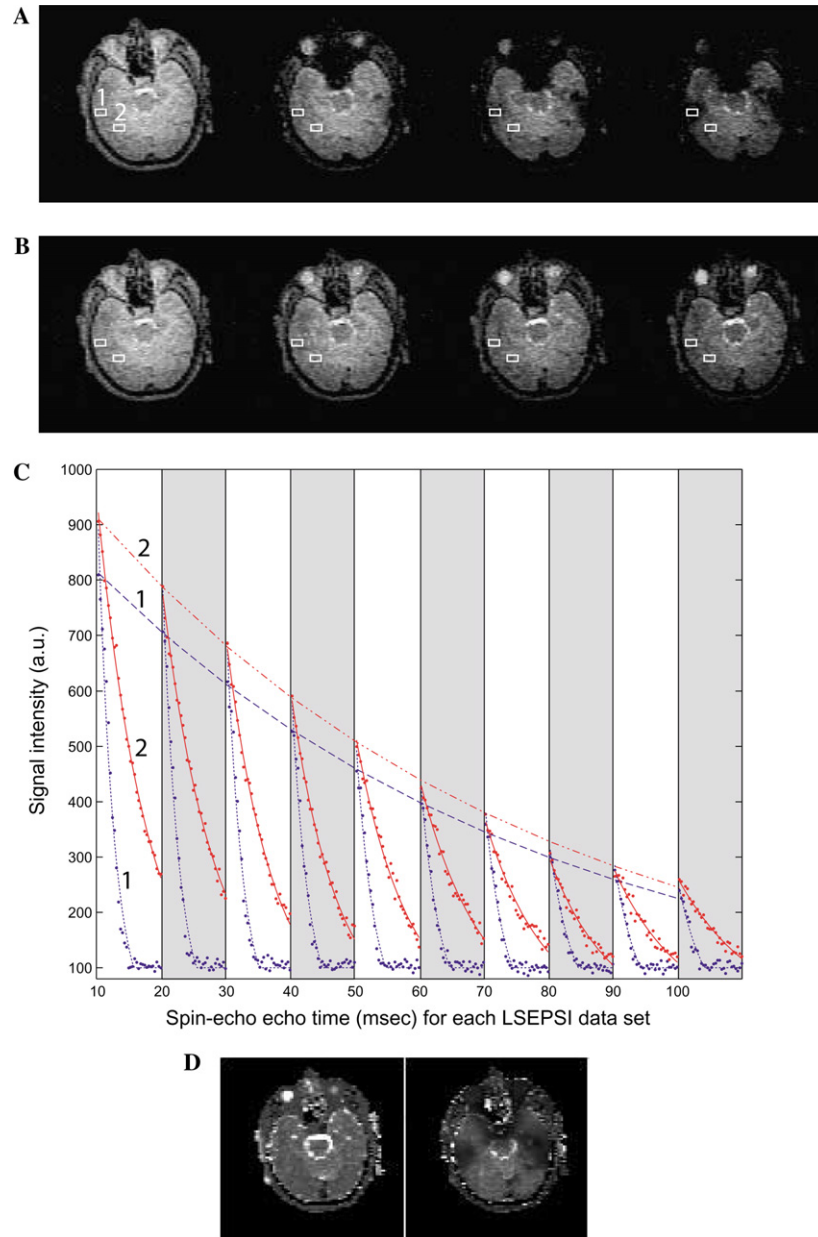 A
1
2
B
C
Signal intensity (a.u.)
1000
900
800
700
600
500
400
300
200
100
2
1
2
1
10 20 30 40 50 60 70 80 90 100
Spin-echo echo time (msec) for each LSEPSI data set
D